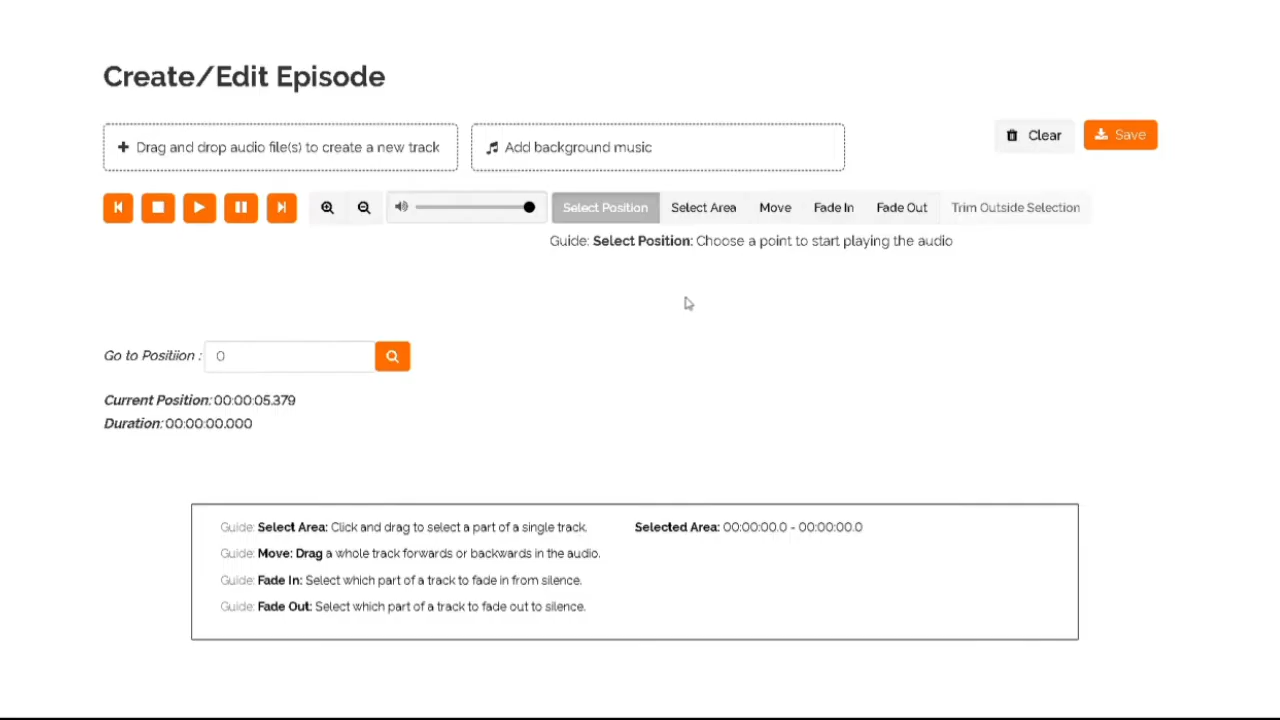 Create/Edit Episode
Drag and drop audio file(s) to create a new track
Add background music
Clear
Save
Select Position
Select Area
Move
Fade In
Fade Out
Trim Outside Selection
Guide: Select Position: Choose a point to start playing the audio
Go to Positiion :
0
Current Position: 00:00:05.379
Duration: 00:00:00.000
Guide: Select Area: Click and drag to select a part of a single track.
Selected Area: 00:00:00.0 - 00:00:00.0
Guide: Move: Drag a whole track forwards or backwards in the audio.
Guide: Fade In: Select which part of a track to fade in from silence.
Guide: Fade Out: Select which part of a track to fade out to silence.